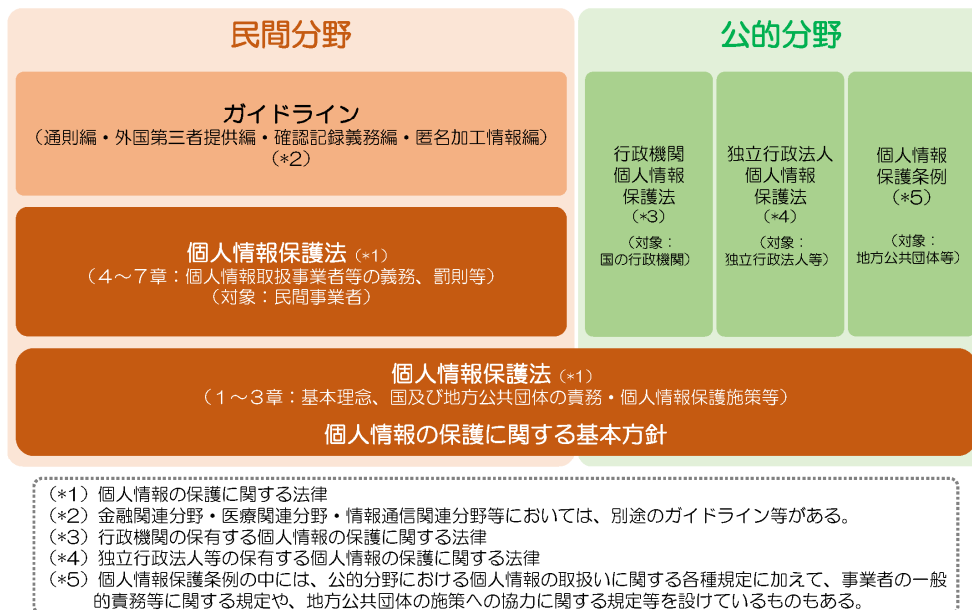 民間分野
ガイドライン
(通則編・外国第三者提供編・確認記録義務編・匿名加工情報編)
(*2)
個人情報保護法 (*1)
(4〜7章:個人情報取扱事業者等の義務、罰則等)
(対象:民間事業者)
公的分野
行政機関
個人情報
保護法
(*3)
(対象:
国の行政機関)
独立行政法人
個人情報
保護法
(*4)
(対象:
独立行政法人等)
個人情報
保護条例
(*5)
(対象:
地方公共団体等)
個人情報保護法 (*1)
(1〜3章:基本理念、国及び地方公共団体の責務・個人情報保護施策等)
個人情報の保護に関する基本方針
(*1) 個人情報の保護に関する法律
(*2) 金融関連分野・医療関連分野・情報通信関連分野等においては、別途のガイドライン等がある。
(*3) 行政機関の保有する個人情報の保護に関する法律
(*4) 独立行政法人等の保有する個人情報の保護に関する法律
(*5) 個人情報保護条例の中には、公的分野における個人情報の取扱いに関する各種規定に加えて、事業者の一般
的責務等に関する規定や、地方公共団体の施策への協力に関する規定等を設けているものもある。